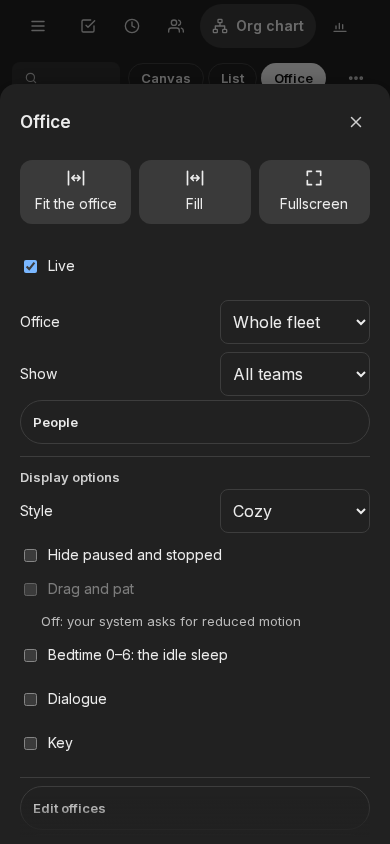 Org chart
Canvas
List
Office
Office
Fit the office
Fill
Fullscreen
Live
Office
Whole fleet
Show
All teams
People
Display options
Style
Cozy
Hide paused and stopped
Drag and pat
Off: your system asks for reduced motion
Bedtime 0–6: the idle sleep
Dialogue
Key
Edit offices